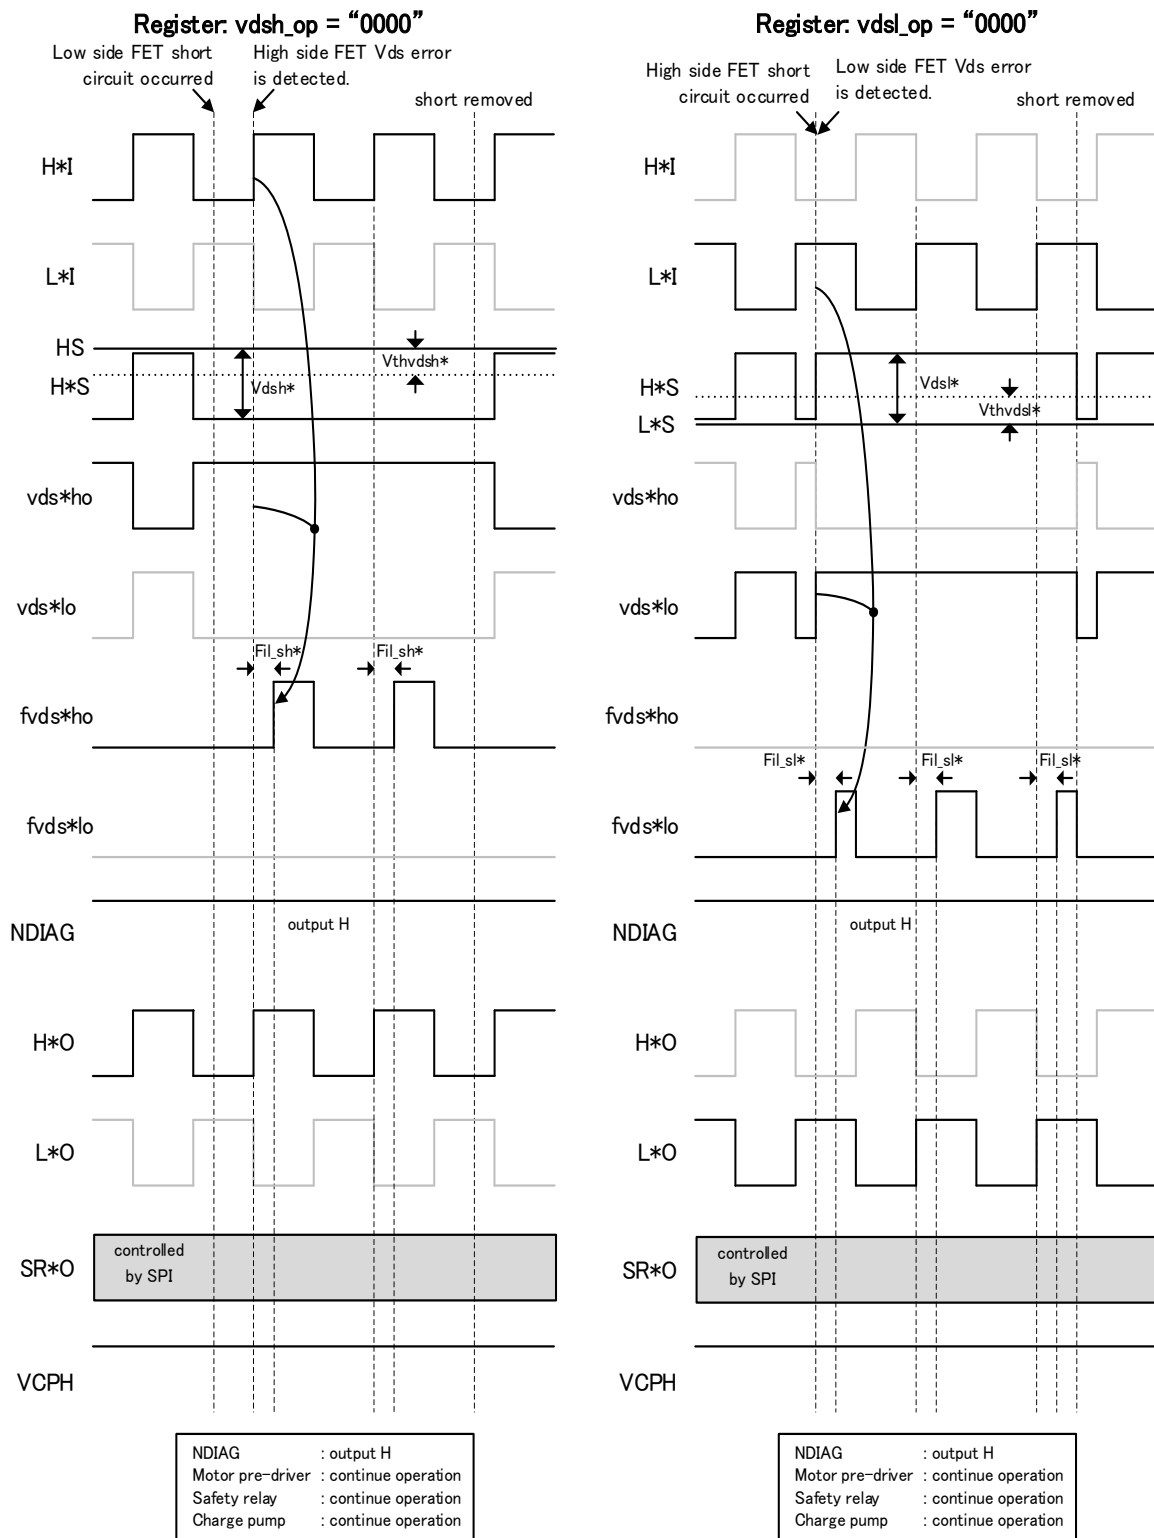 Register: vdsh_op = “0000”
Low side FET short
circuit occurred
High side FET Vds error
is detected.
short removed
H*I
L*I
HS
Vthvdsh*
H*S
Vdsh*
vds*ho
vds*lo
Fil_sh*
Fil_sh*
fvds*ho
fvds*lo
output H
NDIAG
H*O
L*O
controlled
by SPI
SR*O
VCPH
NDIAG : output H
Motor pre-driver : continue operation
Safety relay : continue operation
Charge pump : continue operation
Register: vdsl_op = “0000”
High side FET short
circuit occurred
Low side FET Vds error
is detected.
short removed
H*I
L*I
H*S
Vdsl*
Vthvdsl*
L*S
vds*ho
vds*lo
fvds*ho
Fil_sl*
Fil_sl*
Fil_sl*
fvds*lo
output H
NDIAG
H*O
L*O
controlled
by SPI
SR*O
VCPH
NDIAG : output H
Motor pre-driver : continue operation
Safety relay : continue operation
Charge pump : continue operation